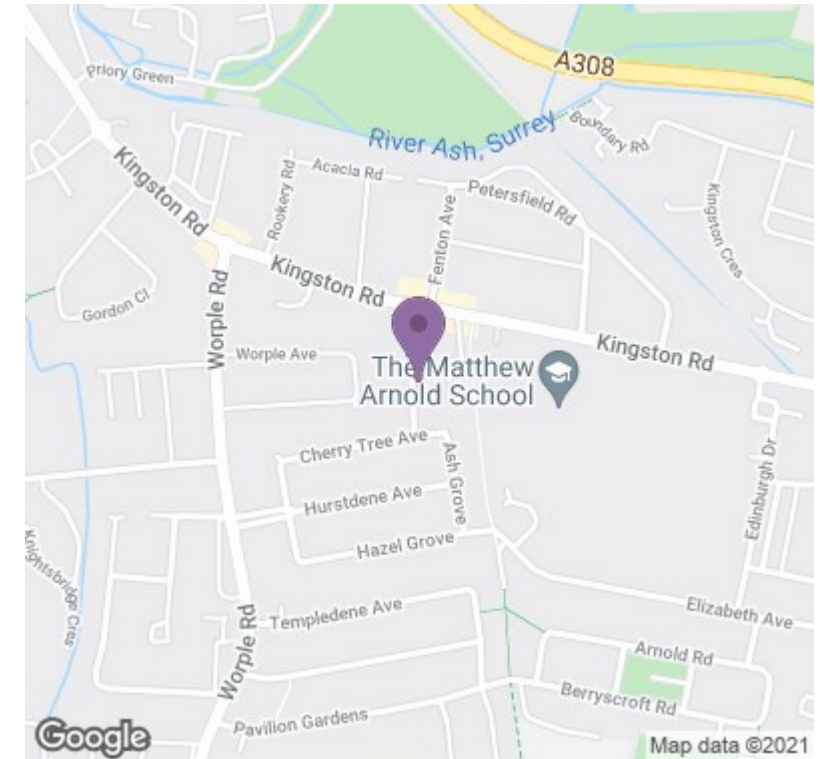 A308
Priory Green
River Ash, Surrey
Boundary Rd
Kingston Rd
Rookery Rd
Acacia Rd
Petersfield Rd
Fenton Ave
Kingston Cres
Kingston Rd
Gordon Cl
Worple Rd
Worple Ave
Kingston Rd
The Matthew
Arnold School
Cherry Tree Ave
Ash Grove
Edinburgh Dr
Hurstdene Ave
Knightsbridge Cres
Hazel Grove
Elizabeth Ave
Templedene Ave
Worple Rd
Arnold Rd
Berryscroft Rd
Pavilion Gardens
Google
Map data ©2021